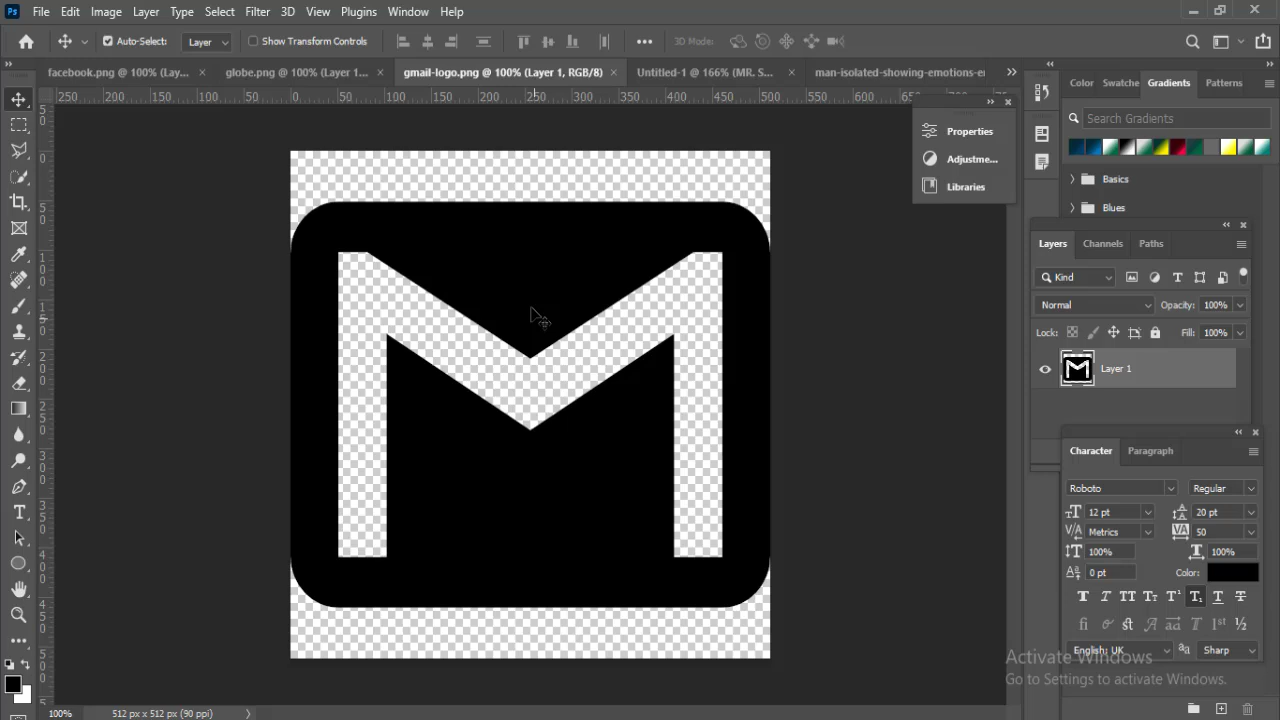 Ps File Edit Image Layer Type Select Filter 3D View Plugins Window Help
Auto-Select: Layer Show Transform Controls 3D Mode:
facebook.png @ 100% (Lay... × globe.png @ 100% (Layer 1... × gmail-logo.png @ 100% (Layer 1, RGB/8) × Untitled-1 @ 166% (MR. S... × man-isolated-showing-emotions-e
250 200 150 100 50 0 50 100 150 200 250 300 350 400 450 500 550 600 650 700
Properties
Adjustme...
Libraries
Color Swatche Gradients Patterns
Search Gradients
Basics
Blues
Layers Channels Paths
Kind
Normal Opacity: 100%
Lock: Fill: 100%
Layer 1
Character Paragraph
Roboto Regular
12 pt 20 pt
Metrics 50
100% 100%
0 pt Color:
English: UK Sharp
Activate Windows
Go to Settings to activate Windows.
100% 512 px x 512 px (90 ppi)